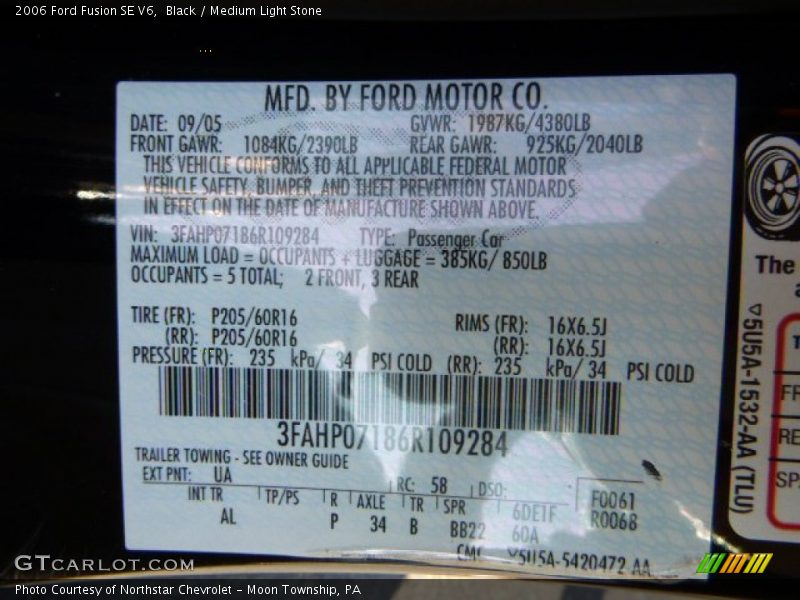 2006 Ford Fusion SE V6,  Black / Medium Light Stone
MFD. BY FORD MOTOR CO.
DATE: 09/05 GVWR: 1987KG/4380LB
FRONT GAWR: 1084KG/2390LB REAR GAWR: 925KG/2040LB
THIS VEHICLE CONFORMS TO ALL APPLICABLE FEDERAL MOTOR
VEHICLE SAFETY, BUMPER, AND THEFT PREVENTION STANDARDS
IN EFFECT ON THE DATE OF MANUFACTURE SHOWN ABOVE.
VIN: 3FAHP07186R109284 TYPE: Passenger Car
MAXIMUM LOAD = OCCUPANTS + LUGGAGE = 385KG/ 850LB
OCCUPANTS = 5 TOTAL; 2 FRONT, 3 REAR
TIRE (FR): P205/60R16 RIMS (FR): 16X6.5J
(RR): P205/60R16 (RR): 16X6.5J
PRESSURE (FR): 235 kPa/ 34 PSI COLD (RR): 235 kPa/ 34 PSI COLD
3FAHP07186R109284
TRAILER TOWING - SEE OWNER GUIDE
EXT PNT: UA RC: 58 DSO:
INT TR TP/PS R AXLE TR SPR 6DE1F F0061
AL P 34 B BB22 60A R0068
CMC 5U5A-5420472 AA
The
5U5A-1532-AA (TLU)
FR
RE
SP
GTCARLOT.COM
Photo Courtesy of Northstar Chevrolet – Moon Township, PA